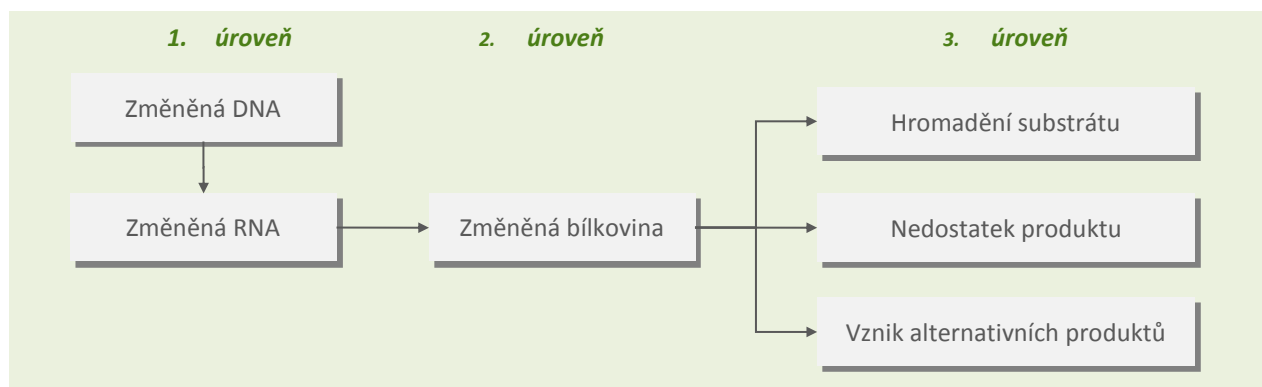 1. úroveň
2. úroveň
3. úroveň
Změněná DNA
Hromadění substrátu
Změněná RNA
Změněná bílkovina
Nedostatek produktu
Vznik alternativních produktů